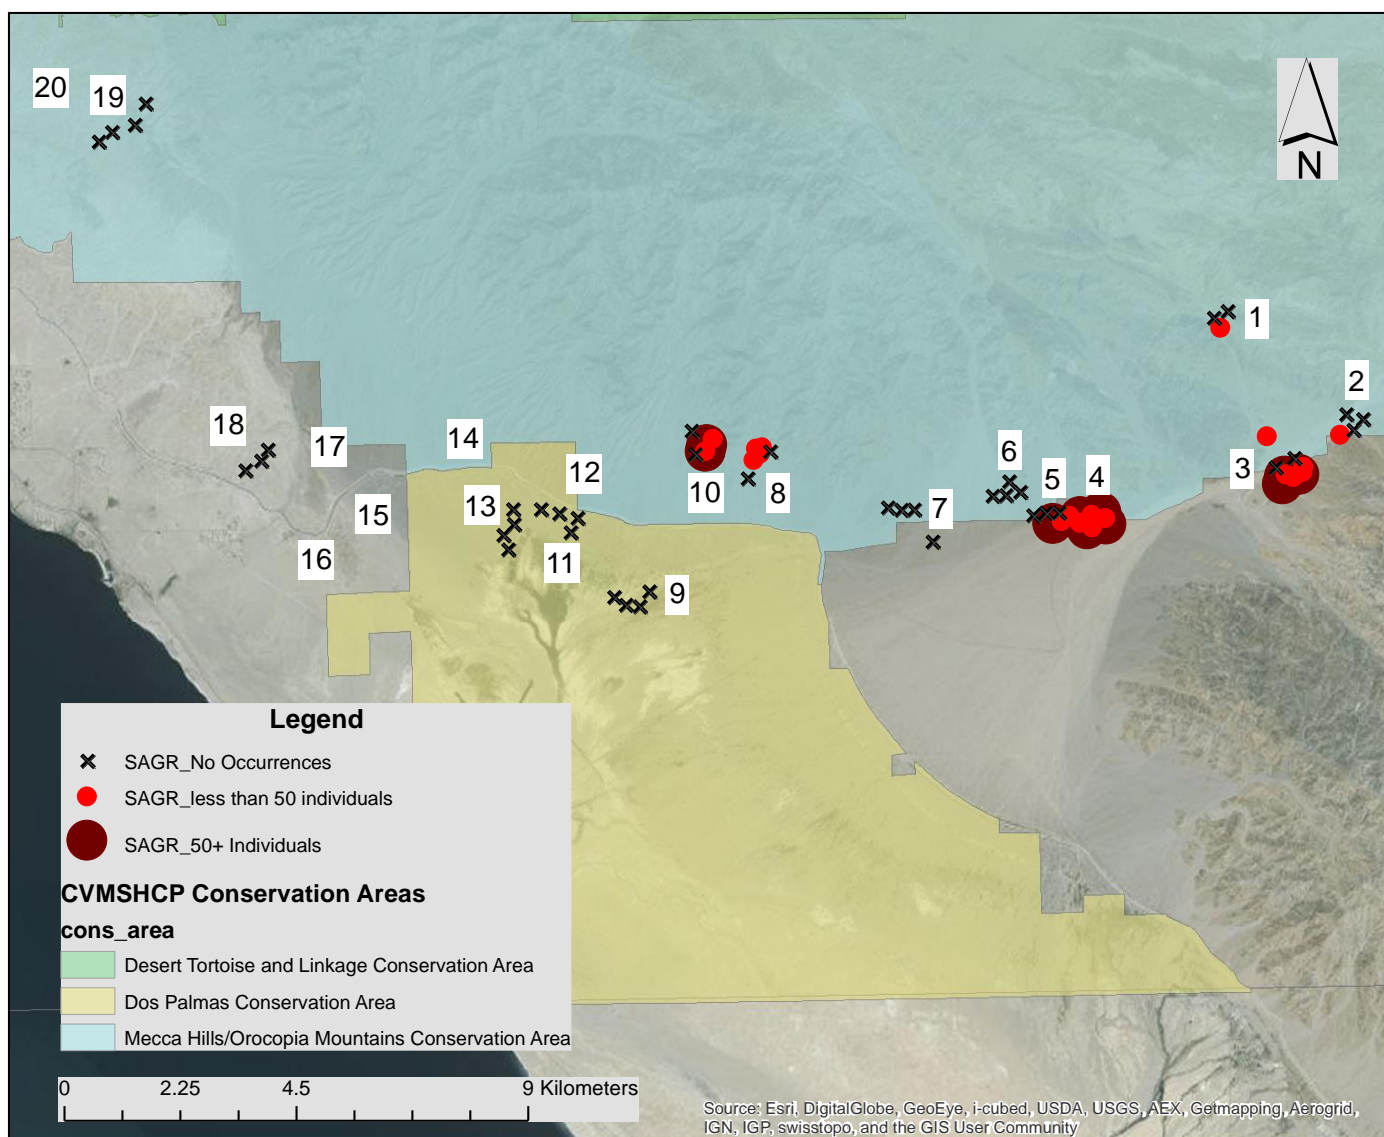 20
19
N
1
2
18
17
14
12
10
8
6
5
4
3
13
15
7
16
11
9
Legend
SAGR_No Occurrences
SAGR_less than 50 individuals
SAGR_50+ Individuals
CVMSHCP Conservation Areas
cons_area
Desert Tortoise and Linkage Conservation Area
Dos Palmas Conservation Area
Mecca Hills/Orocopia Mountains Conservation Area
0 2.25 4.5 9 Kilometers
Source: Esri, DigitalGlobe, GeoEye, i-cubed, USDA, USGS, AEX, Getmapping, Aerogrid,
IGN, IGP, swisstopo, and the GIS User Community